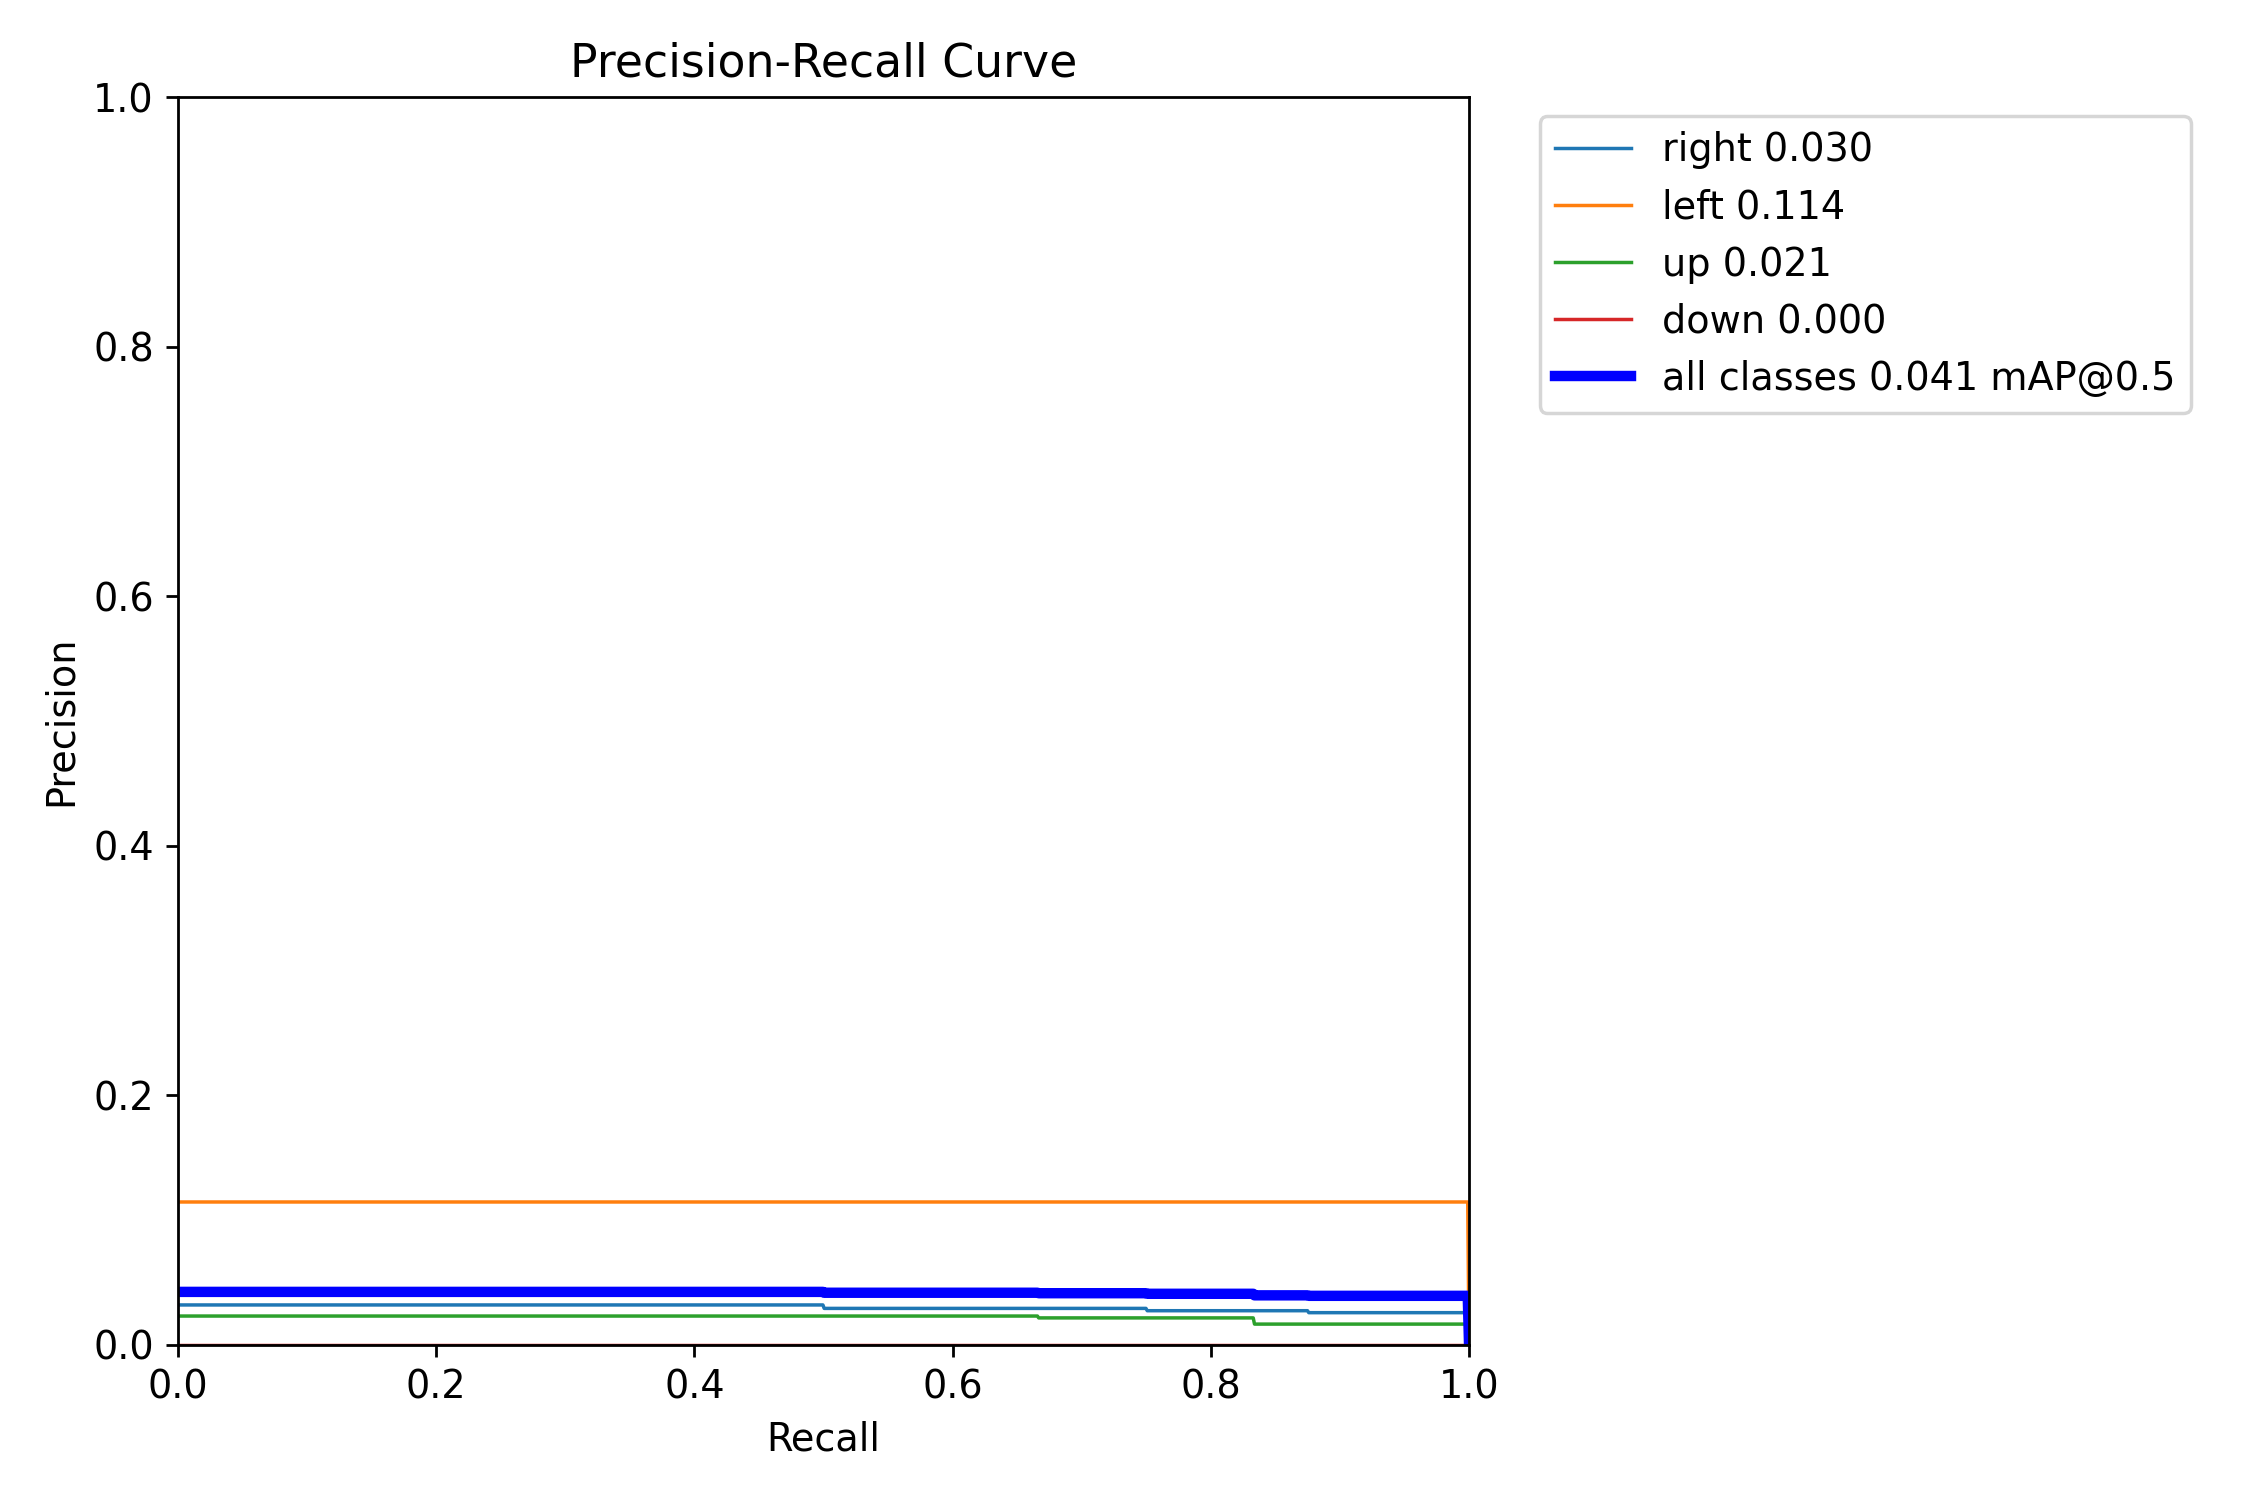 Precision-Recall Curve
1.0
0.8
0.6
0.4
0.2
0.0
Precision
0.0 0.2 0.4 0.6 0.8 1.0
Recall
right 0.030
left 0.114
up 0.021
down 0.000
all classes 0.041 mAP@0.5